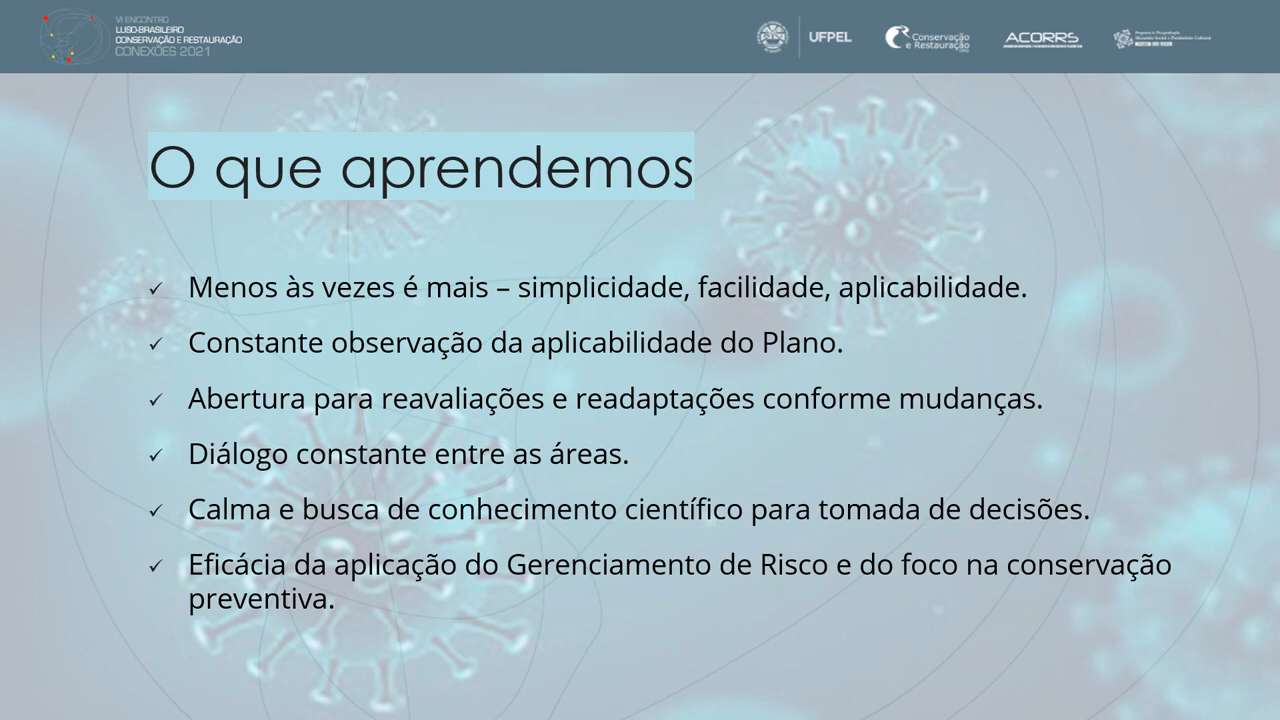 VI ENCONTRO
LUSO-BRASILEIRO
CONSERVAÇÃO E RESTAURAÇÃO
CONEXÕES 2021
UFPEL
Conservação
e Restauração
ACORRS
O que aprendemos
Menos às vezes é mais – simplicidade, facilidade, aplicabilidade.
Constante observação da aplicabilidade do Plano.
Abertura para reavaliações e readaptações conforme mudanças.
Diálogo constante entre as áreas.
Calma e busca de conhecimento científico para tomada de decisões.
Eficácia da aplicação do Gerenciamento de Risco e do foco na conservação
preventiva.